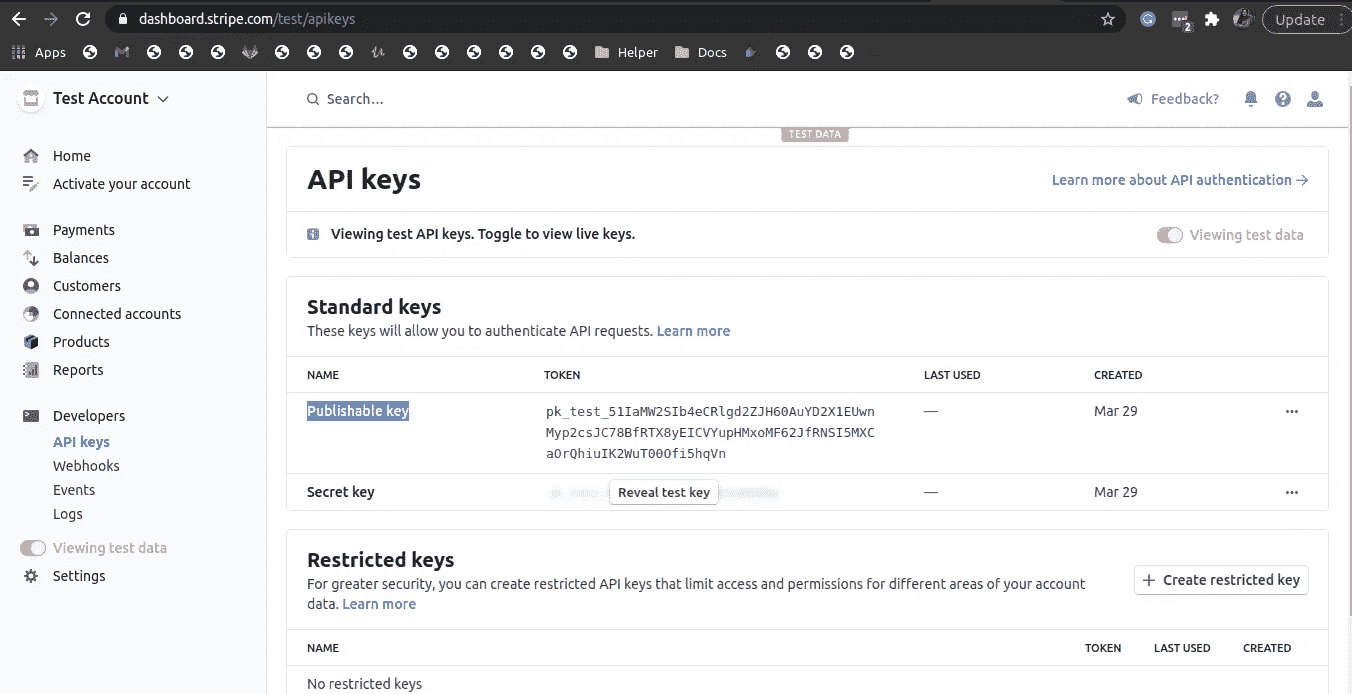 dashboard.stripe.com/test/apikeys
Update
2
Apps
Helper
Docs
Test Account
Search...
Feedback?
TEST DATA
Home
Activate your account
Payments
Balances
Customers
Connected accounts
Products
Reports
Developers
API keys
Webhooks
Events
Logs
Viewing test data
Settings
API keys
Learn more about API authentication →
Viewing test API keys. Toggle to view live keys.
Viewing test data
Standard keys
These keys will allow you to authenticate API requests. Learn more
NAME TOKEN LAST USED CREATED
Publishable key pk_test_51IaMW2SIb4eCRlgd2ZJH60AuYD2X1EUwn — Mar 29 ...
Myp2csJC78BfRTX8yEICVYupHMxoMF62JfRNSI5MXC
aOrQhiuIK2WuT00Ofi5hqVn
Secret key Reveal test key — Mar 29 ...
Restricted keys
For greater security, you can create restricted API keys that limit access and permissions for different areas of your account
data. Learn more
+ Create restricted key
NAME TOKEN LAST USED CREATED
No restricted keys